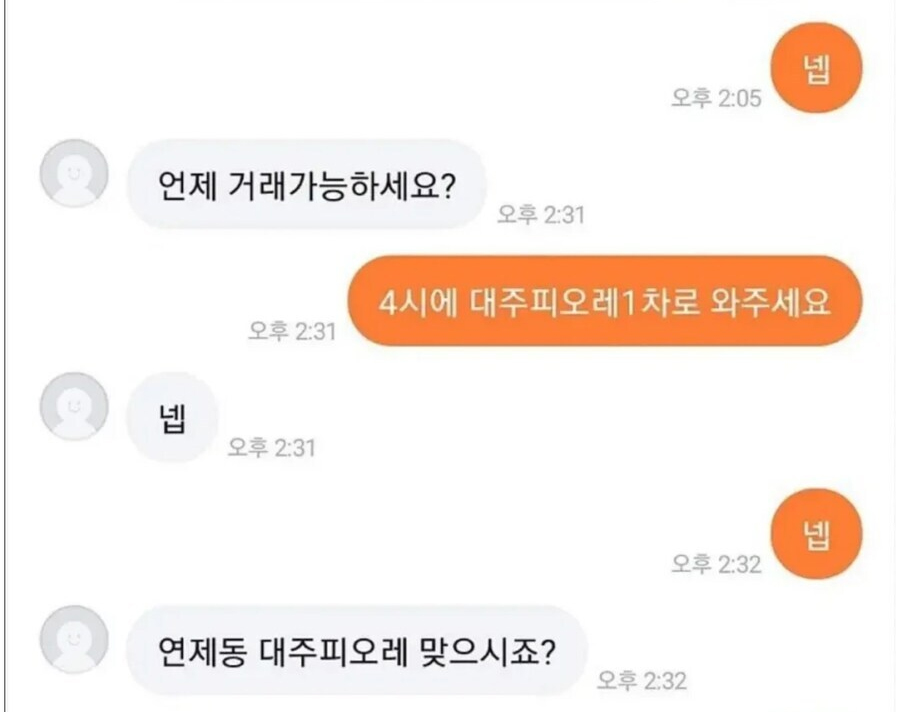 넵
오후 2:05
언제 거래가능하세요?
오후 2:31
4시에 대주피오레1차로 와주세요
오후 2:31
넵
오후 2:31
넵
오후 2:32
연제동 대주피오레 맞으시죠?
오후 2:32